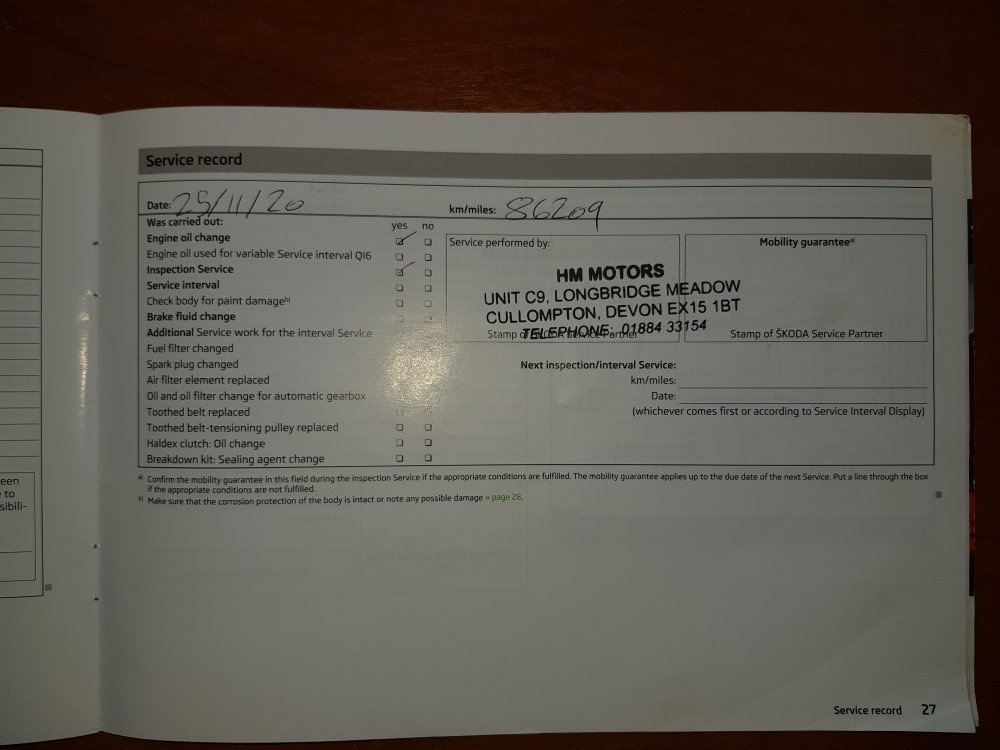 Service record
Date: 25/11/20 km/miles: 86209
Was carried out: yes no
Engine oil change
Engine oil used for variable Service interval QI6
Inspection Service
Service interval
Check body for paint damage b)
Brake fluid change
Additional Service work for the interval Service
Fuel filter changed
Spark plug changed
Air filter element replaced
Oil and oil filter change for automatic gearbox
Toothed belt replaced
Toothed belt-tensioning pulley replaced
Haldex clutch: Oil change
Breakdown kit: Sealing agent change
Service performed by:
HM MOTORS
UNIT C9, LONGBRIDGE MEADOW
CULLOMPTON, DEVON EX15 1BT
TELEPHONE: 01884 33154
Stamp of ŠKODA Service Partner
Mobility guarantee a)
Stamp of ŠKODA Service Partner
Next inspection/interval Service:
km/miles:
Date:
(whichever comes first or according to Service Interval Display)
a) Confirm the mobility guarantee in this field during the inspection Service if the appropriate conditions are fulfilled. The mobility guarantee applies up to the due date of the next Service. Put a line through the box
if the appropriate conditions are not fulfilled.
b) Make sure that the corrosion protection of the body is intact or note any possible damage » page 28.
een
to
sibili-
Service record 27